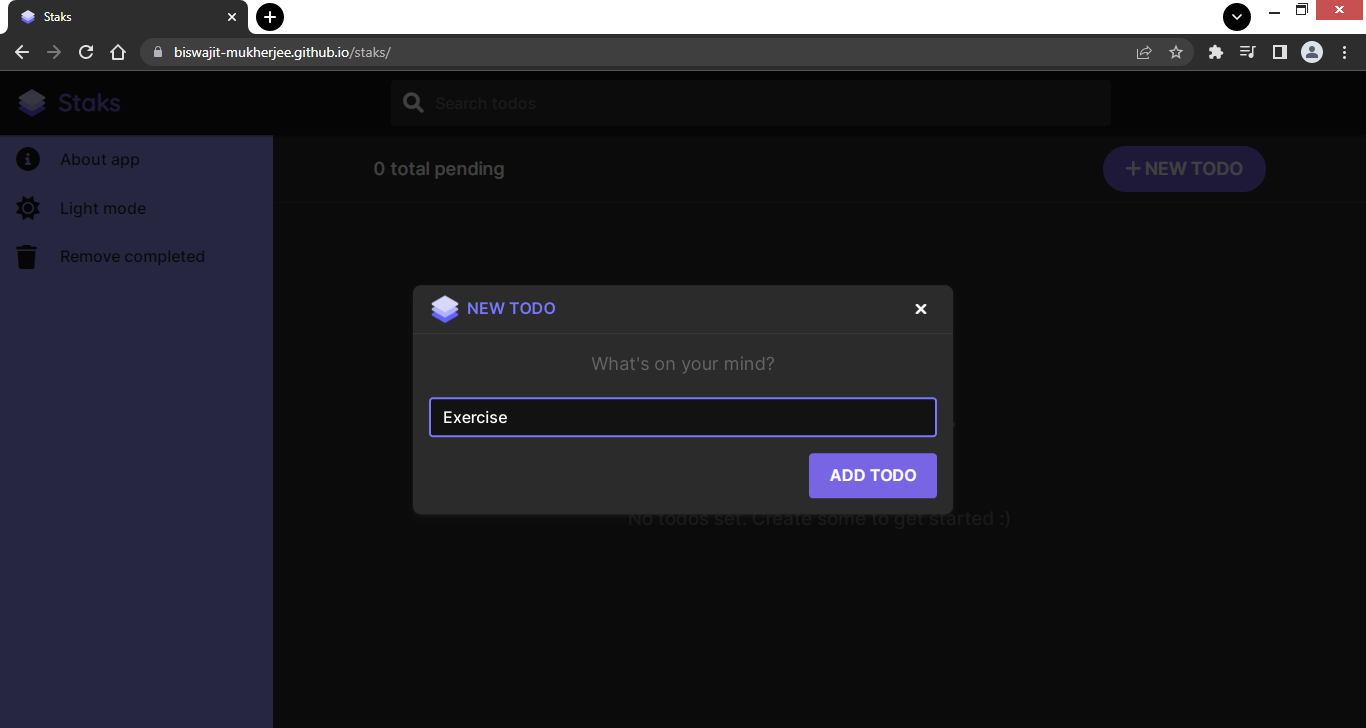 Staks
biswajit-mukherjee.github.io/staks/
Staks
Search todos
About app
Light mode
Remove completed
0 total pending
NEW TODO
NEW TODO
What's on your mind?
Exercise
ADD TODO
No todos set. Create some to get started :)